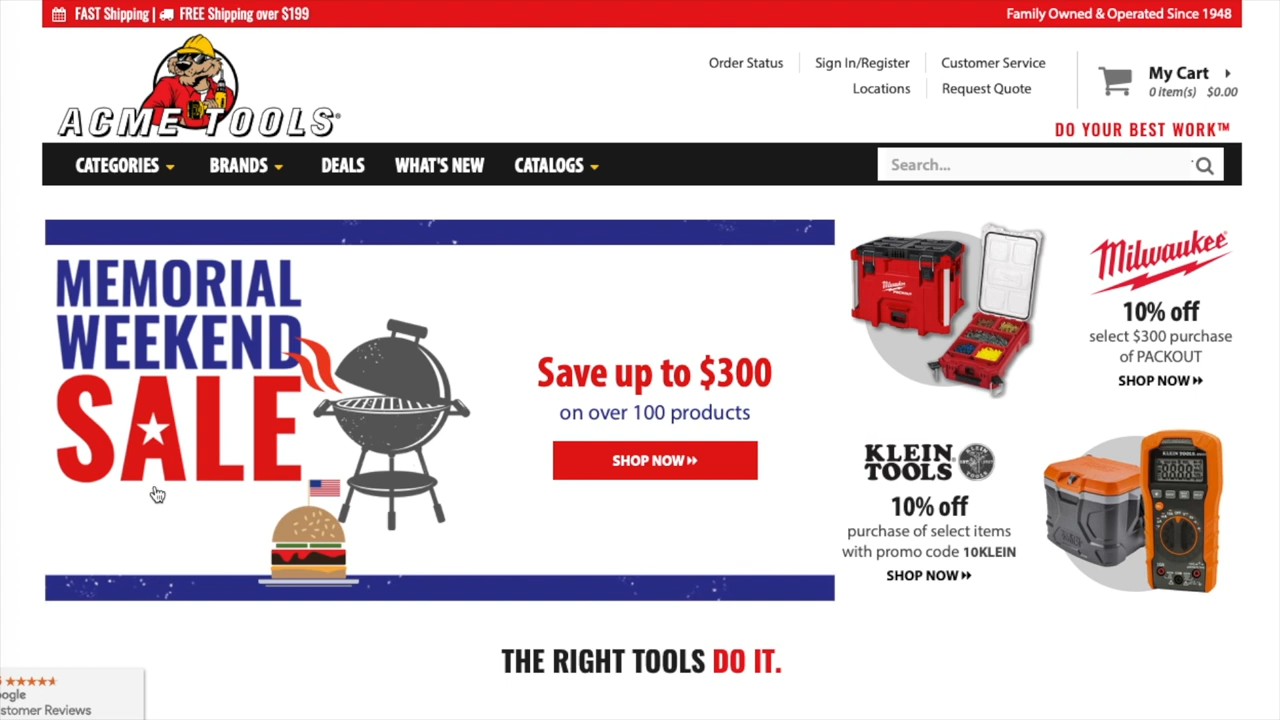 FAST Shipping | FREE Shipping over $199
Family Owned & Operated Since 1948
ACME TOOLS
Order Status
Sign In/Register
Customer Service
Locations
Request Quote
My Cart
0 item(s) $0.00
DO YOUR BEST WORK™
CATEGORIES
BRANDS
DEALS
WHAT'S NEW
CATALOGS
Search...
MEMORIAL
WEEKEND
SALE
Save up to $300
on over 100 products
SHOP NOW
Milwaukee
10% off
select $300 purchase
of PACKOUT
SHOP NOW
KLEIN
TOOLS
10% off
purchase of select items
with promo code 10KLEIN
SHOP NOW
KLEIN TOOLS
THE RIGHT TOOLS DO IT.
ogle
stomer Reviews